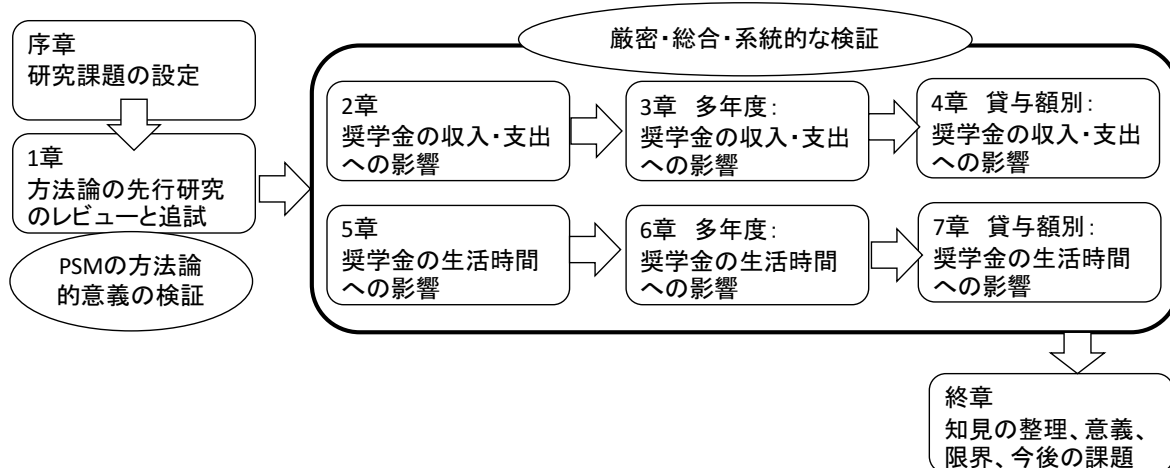 序章
研究課題の設定
1章
方法論の先行研究
のレビューと追試
PSMの方法論
的意義の検証
厳密・総合・系統的な検証
2章
奨学金の収入・支出
への影響
3章 多年度：
奨学金の収入・支出
への影響
4章 貸与額別：
奨学金の収入・支出
への影響
5章
奨学金の生活時間
への影響
6章 多年度：
奨学金の生活時間
への影響
7章 貸与額別：
奨学金の生活時間
への影響
終章
知見の整理、意義、
限界、今後の課題